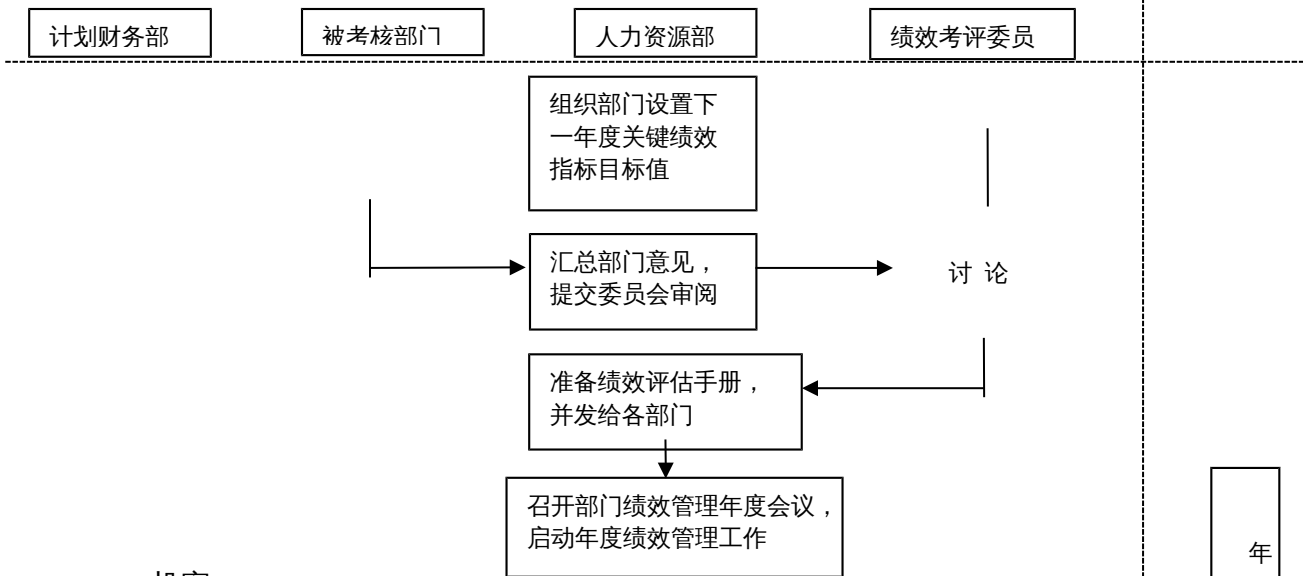 计划财务部
被考核部门
人力资源部
绩效考评委员
组织部门设置下
一年度关键绩效
指标目标值
汇总部门意见，
提交委员会审阅
讨 论
准备绩效评估手册，
并发给各部门
召开部门绩效管理年度会议，
启动年度绩效管理工作
年